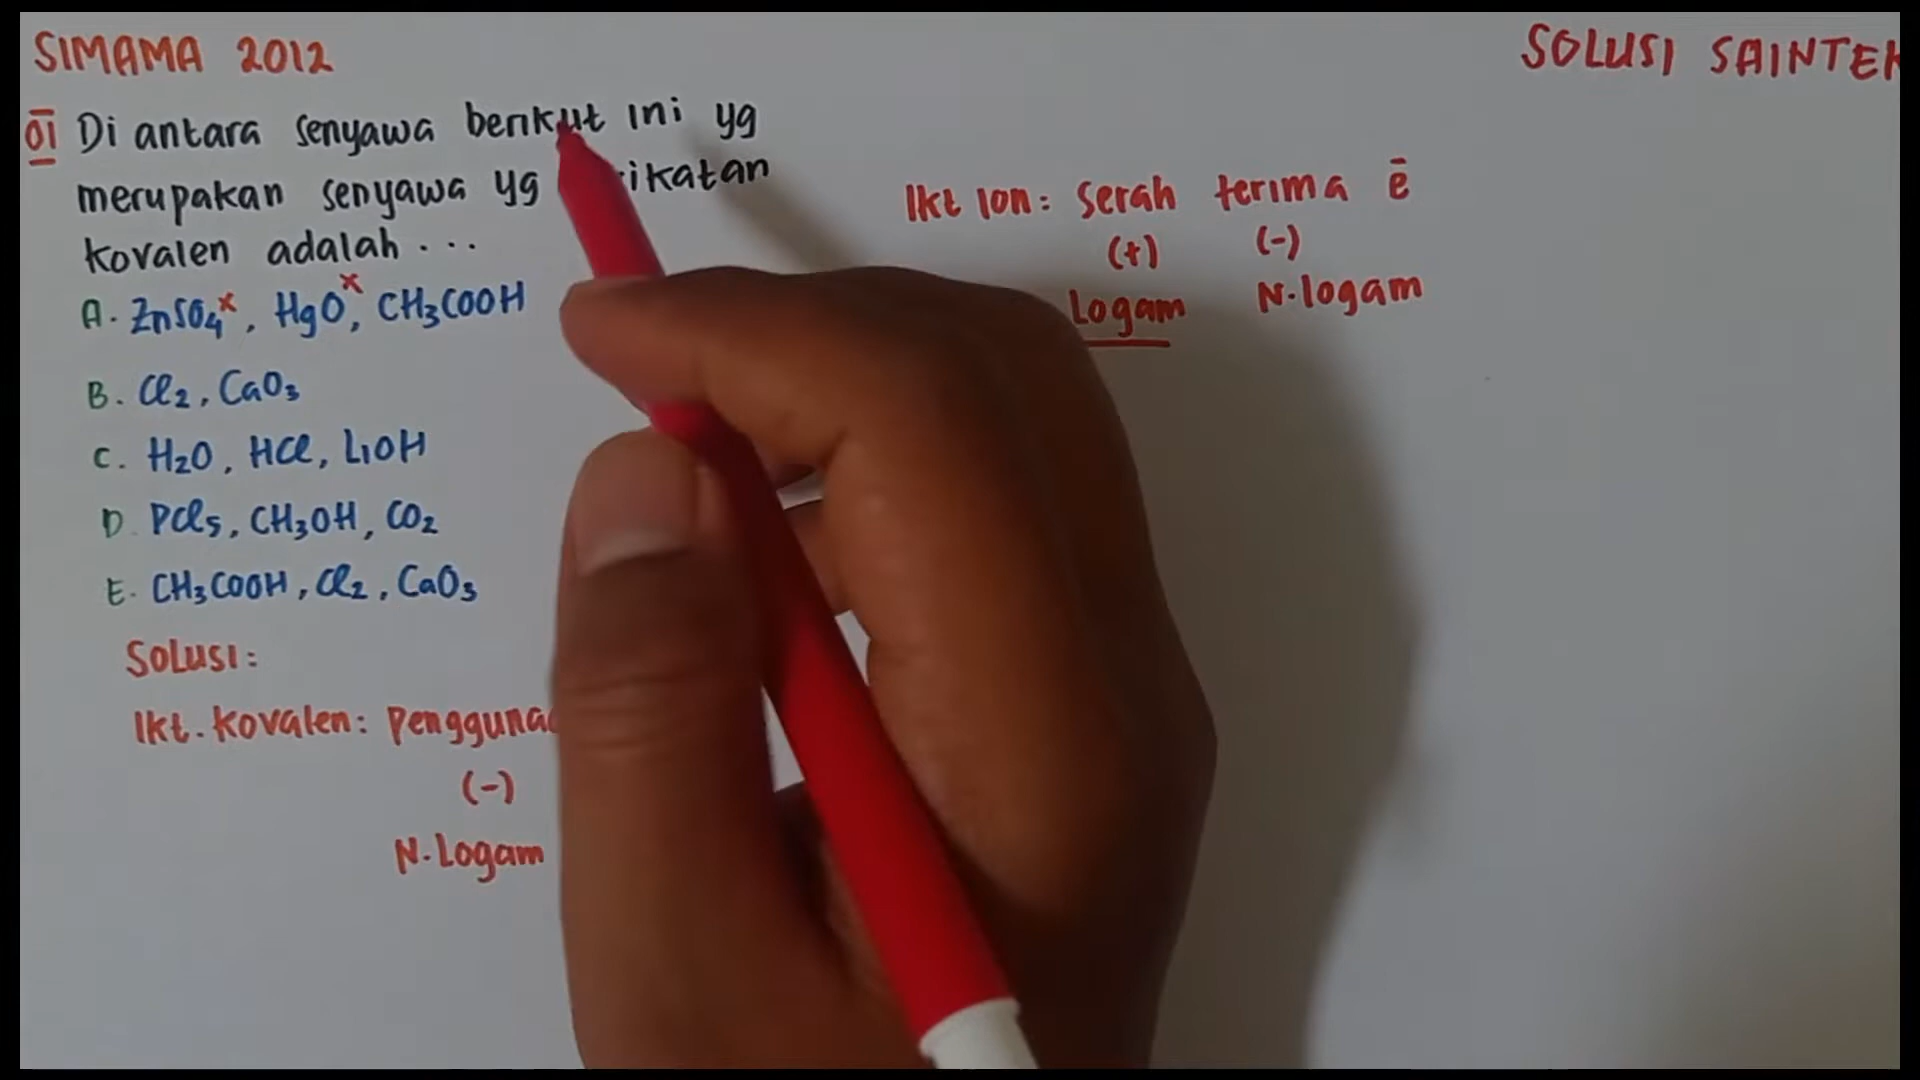 SIMAMA 2012
SOLUSI SAINTEK
01 Di antara senyawa berikut ini yg
merupakan senyawa yg ikatan
kovalen adalah ...
A. ZnSO₄ˣ, HgOˣ, CH₃COOH
B. Cl₂, CaO₃
C. H₂O, HCl, LiOH
D. PCl₅, CH₃OH, CO₂
E. CH₃COOH, Cl₂, CaO₃
Solusi:
Ikt. kovalen:
(-)
N. Logam
Ikt Ion: serah terima ē
(+) (-)
Logam N. logam